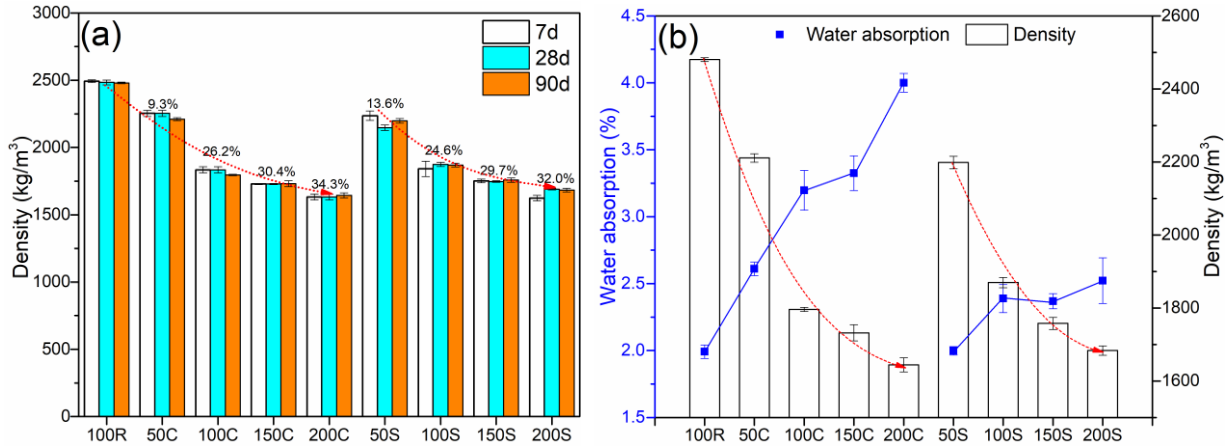 (a)
7d
28d
90d
Density (kg/m³)
3000
2500
2000
1500
1000
500
0
9.3%
26.2%
30.4%
34.3%
13.6%
24.6%
29.7%
32.0%
100R 50C 100C 150C 200C 50S 100S 150S 200S
(b)
Water absorption Density
Water absorption (%)
4.5
4.0
3.5
3.0
2.5
2.0
1.5
Density (kg/m³)
2600
2400
2200
2000
1800
1600
100R 50C 100C 150C 200C 50S 100S 150S 200S